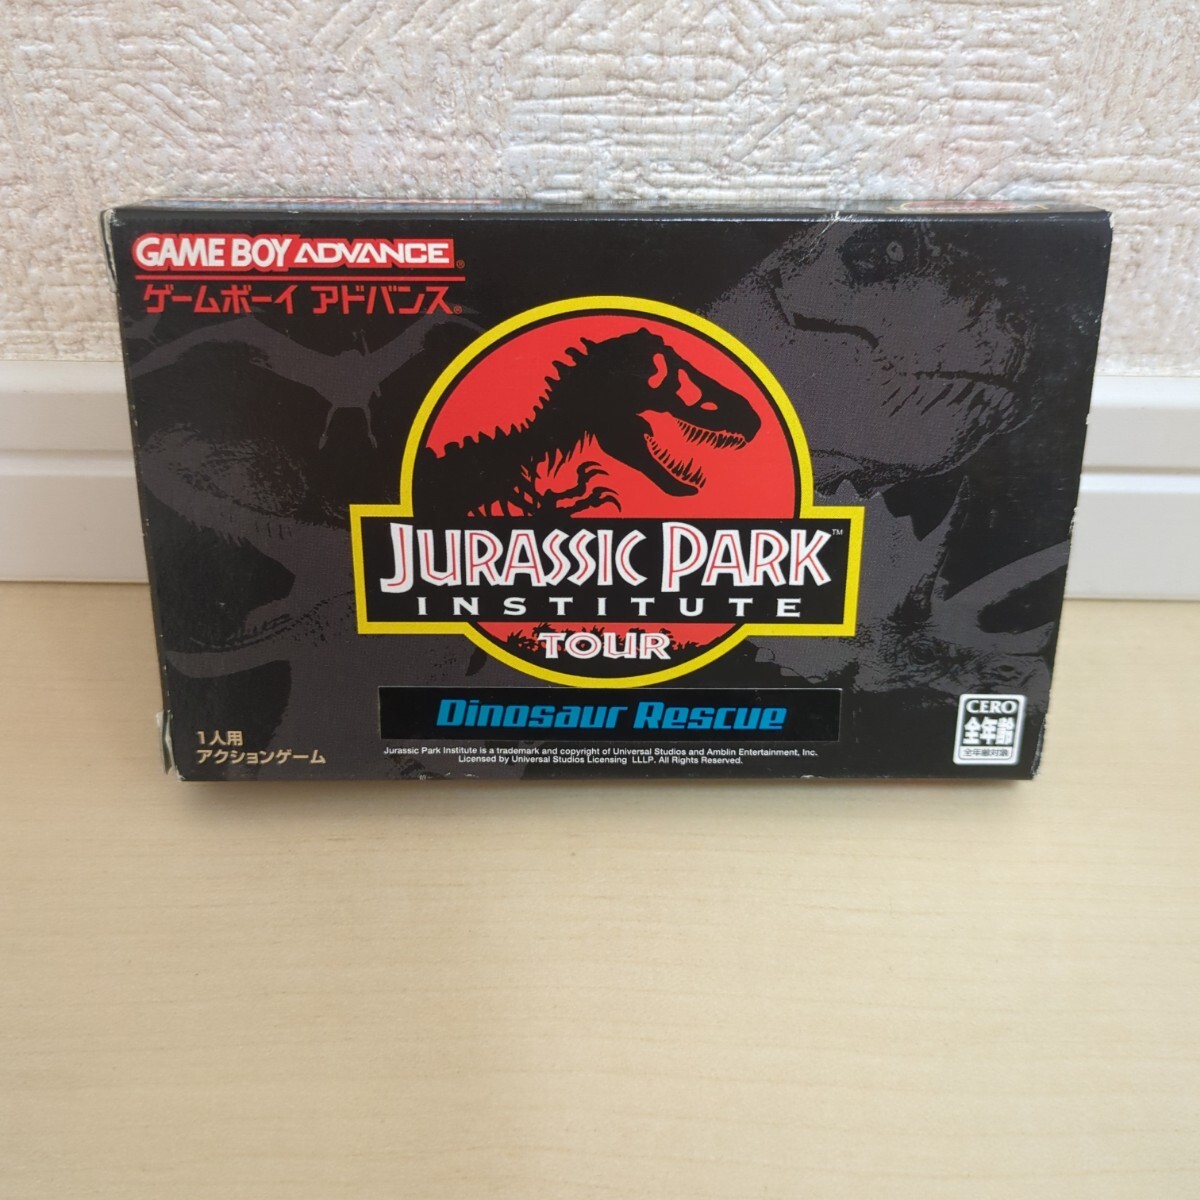 GAME BOY ADVANCE®
ゲームボーイ アドバンス®
JURASSIC PARK™
INSTITUTE
TOUR
Dinosaur Rescue
1人用
アクションゲーム
Jurassic Park Institute is a trademark and copyright of Universal Studios and Amblin Entertainment, Inc.
Licensed by Universal Studios Licensing LLLP. All Rights Reserved.
CERO
全年齢
全年齢対象